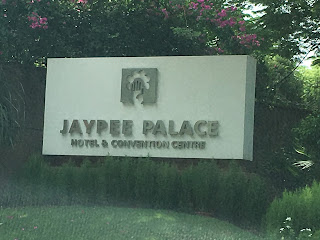 JAYPEE PALACE
HOTEL & CONVENTION CENTRE